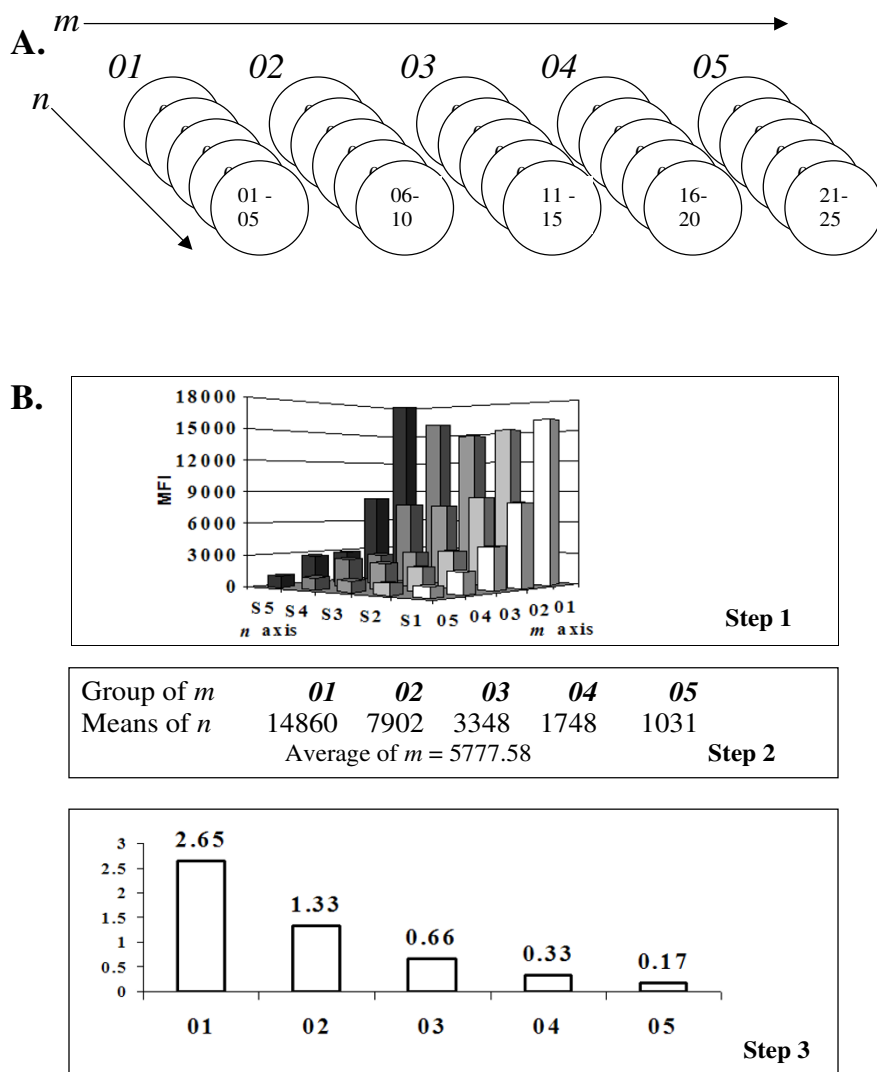 A.
m
01 02 03 04 05
n
01 -
05
06-
10
11 -
15
16-
20
21-
25
B.
18000
15000
12000
9000
6000
3000
0
MFI
S5 S4 S3 S2 S1 05 04 03 02 01
n axis m axis
Step 1
Group of m 01 02 03 04 05
Means of n 14860 7902 3348 1748 1031
Average of m = 5777.58 Step 2
3
2.5
2
1.5
1
0.5
0
2.65
1.33
0.66
0.33
0.17
01 02 03 04 05
Step 3